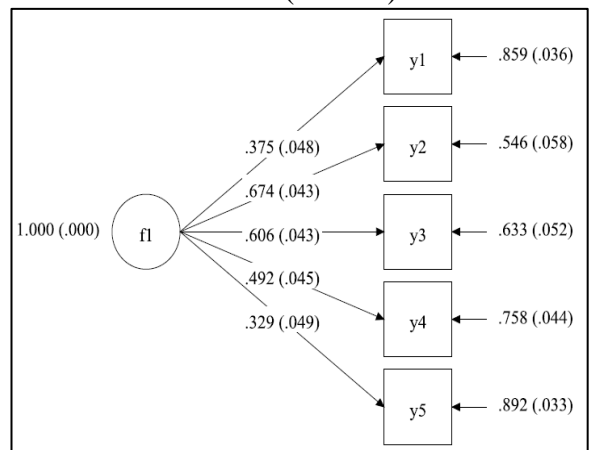 y1
.859 (.036)
.375 (.048)
y2
.546 (.058)
.674 (.043)
1.000 (.000)
f1
.606 (.043)
y3
.633 (.052)
.492 (.045)
y4
.758 (.044)
.329 (.049)
y5
.892 (.033)